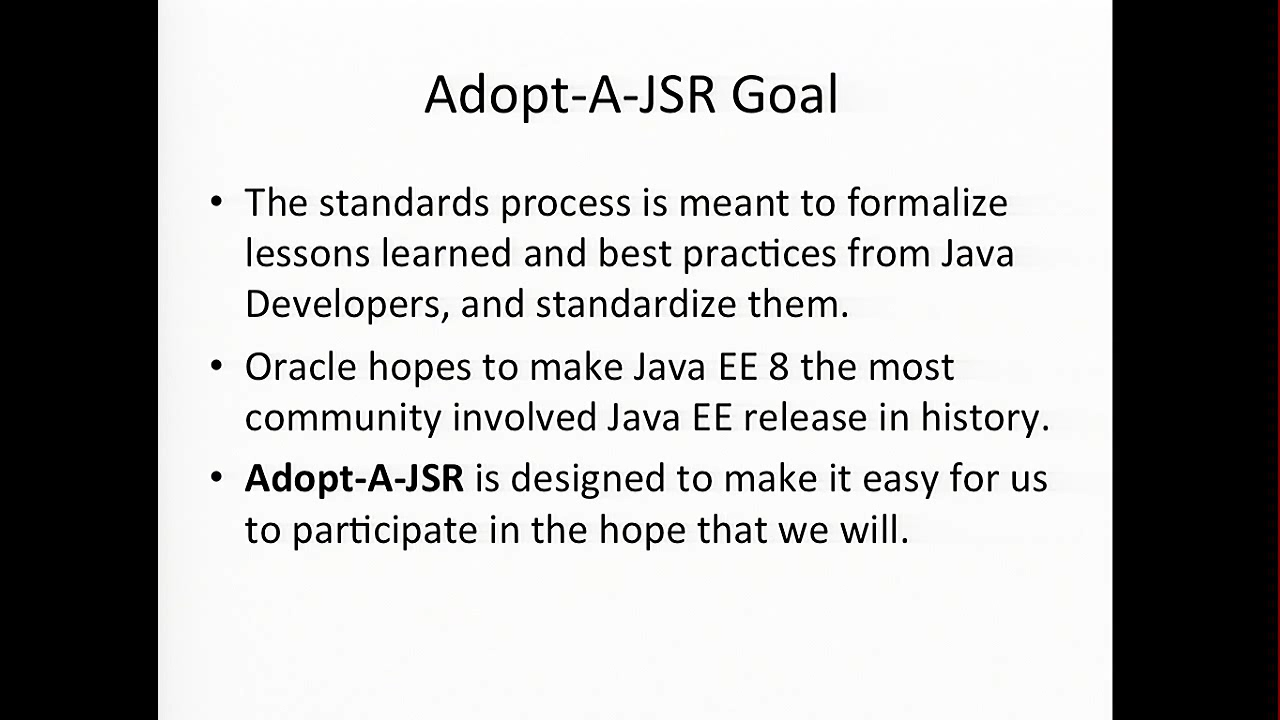 Adopt-A-JSR Goal
• The standards process is meant to formalize
lessons learned and best practices from Java
Developers, and standardize them.
• Oracle hopes to make Java EE 8 the most
community involved Java EE release in history.
• Adopt-A-JSR is designed to make it easy for us
to participate in the hope that we will.